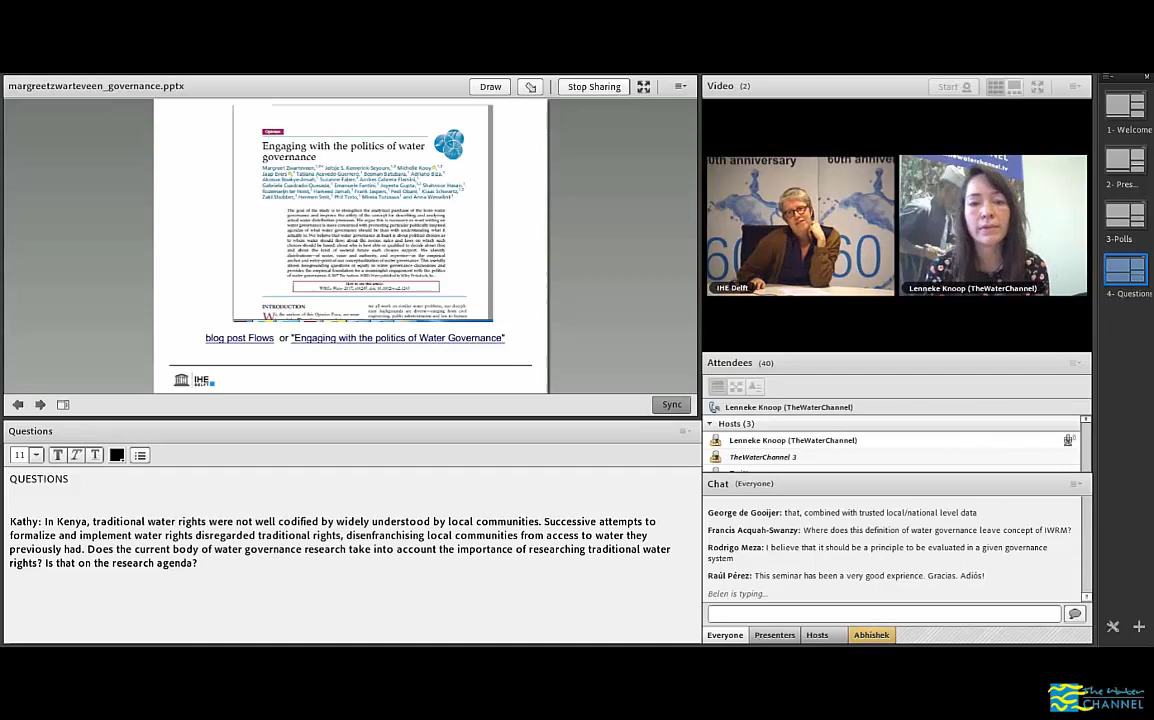 margreetzwarteveen_governance.pptx
Draw
Stop Sharing
Opinion
Engaging with the politics of water
governance
INTRODUCTION
blog post Flows or "Engaging with the politics of Water Governance"
IHE
DELFT
Sync
Questions
11
QUESTIONS
Kathy: In Kenya, traditional water rights were not well codified by widely understood by local communities. Successive attempts to
formalize and implement water rights disregarded traditional rights, disenfranchising local communities from access to water they
previously had. Does the current body of water governance research take into account the importance of researching traditional water
rights? Is that on the research agenda?
Video (2)
Start
60th anniversary
60
60
IHE Delft
Lenneke Knoop (TheWaterChannel)
Attendees (40)
Lenneke Knoop (TheWaterChannel)
Hosts (3)
Lenneke Knoop (TheWaterChannel)
TheWaterChannel 3
Chat (Everyone)
George de Gooijer: that, combined with trusted local/national level data
Francis Acquah-Swanzy: Where does this definition of water governance leave concept of IWRM?
Rodrigo Meza: I believe that it should be a principle to be evaluated in a given governance
system
Raúl Pérez: This seminar has been a very good exprience. Gracias. Adiós!
Belen is typing...
Everyone
Presenters
Hosts
Abhishek
1- Welcome
2- Pres...
3-Polls
4- Questions
The Water
CHANNEL